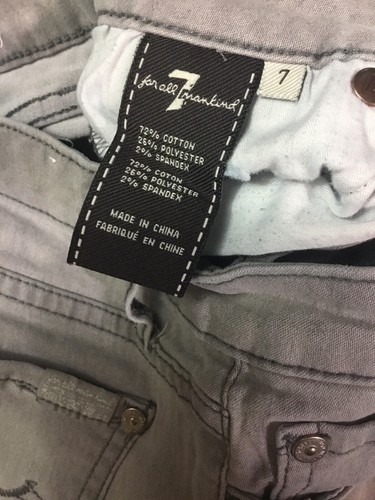 for all 7 mankind
7
72% COTTON
26% POLYESTER
2% SPANDEX
72% COTON
26% POLYESTER
2% SPANDEX
MADE IN CHINA
FABRIQUÉ EN CHINE